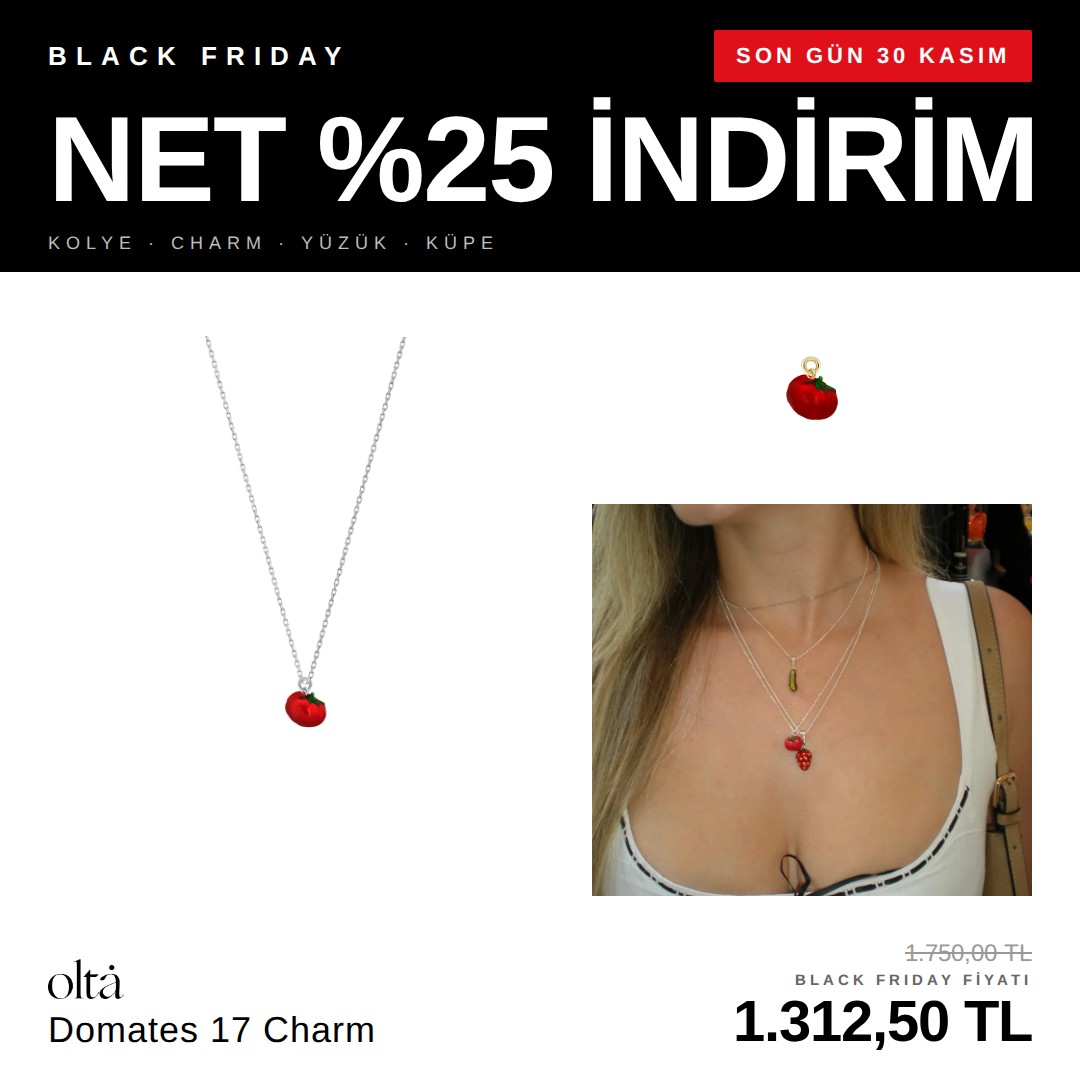 BLACK FRIDAY
SON GÜN 30 KASIM
NET %25 İNDİRİM
KOLYE · CHARM · YÜZÜK · KÜPE
1.750,00 TL
BLACK FRIDAY FİYATI
1.312,50 TL
olta
Domates 17 Charm